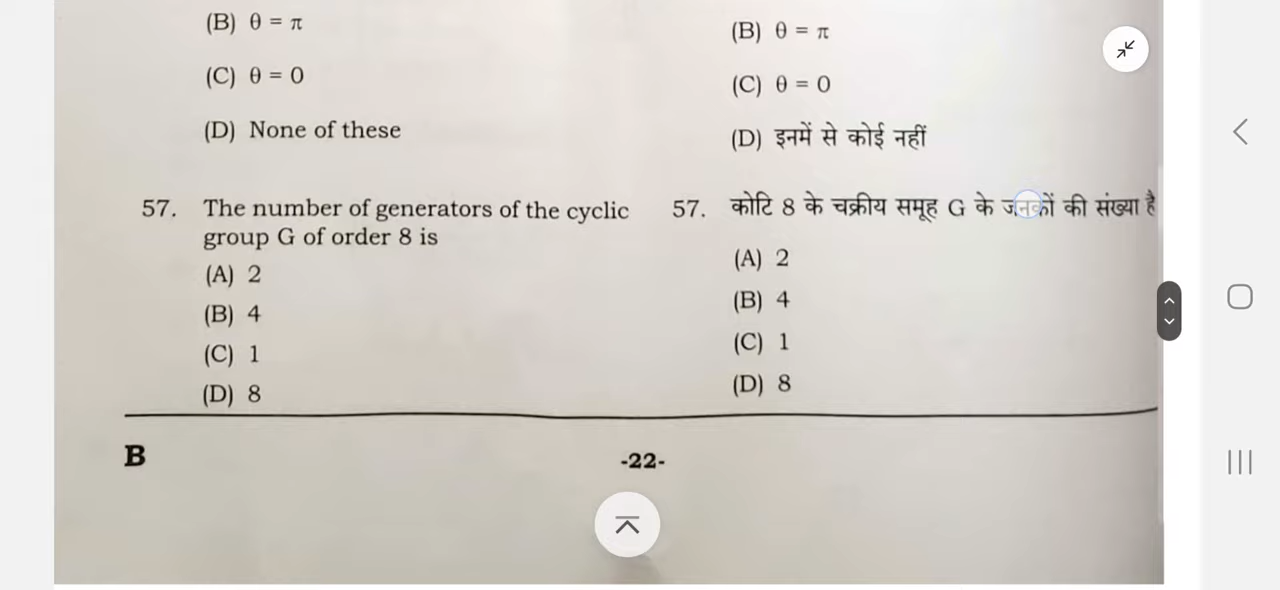 (B) θ = π
(C) θ = 0
(D) None of these
57. The number of generators of the cyclic
group G of order 8 is
(A) 2
(B) 4
(C) 1
(D) 8
(B) θ = π
(C) θ = 0
(D) इनमें से कोई नहीं
57. कोटि 8 के चक्रीय समूह G के जनकों की संख्या है
(A) 2
(B) 4
(C) 1
(D) 8
B
-22-